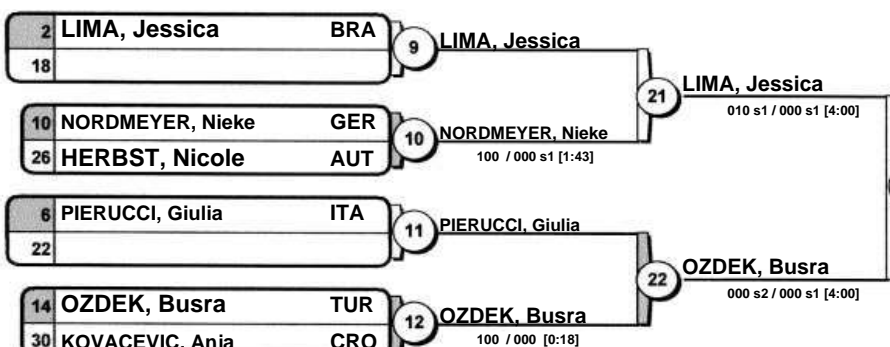 2 LIMA, Jessica BRA
18
9
LIMA, Jessica
10 NORDMEYER, Nieke GER
26 HERBST, Nicole AUT
10
NORDMEYER, Nieke
100 / 000 s1 [1:43]
21
LIMA, Jessica
010 s1 / 000 s1 [4:00]
6 PIERUCCI, Giulia ITA
22
11
PIERUCCI, Giulia
14 OZDEK, Busra TUR
30 KOVACEVIC, Anja CRO
12
OZDEK, Busra
100 / 000 [0:18]
22
OZDEK, Busra
000 s2 / 000 s1 [4:00]